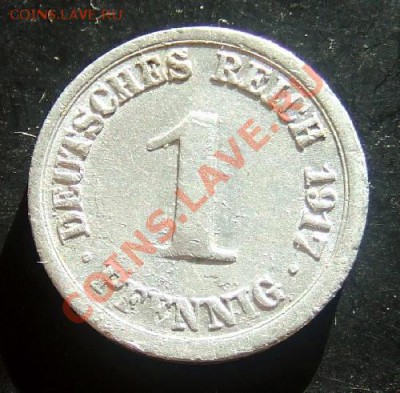 COINS.LAVE.RU
DEUTSCHES REICH 1917
1
PFENNIG
COINS.LAVE.RU